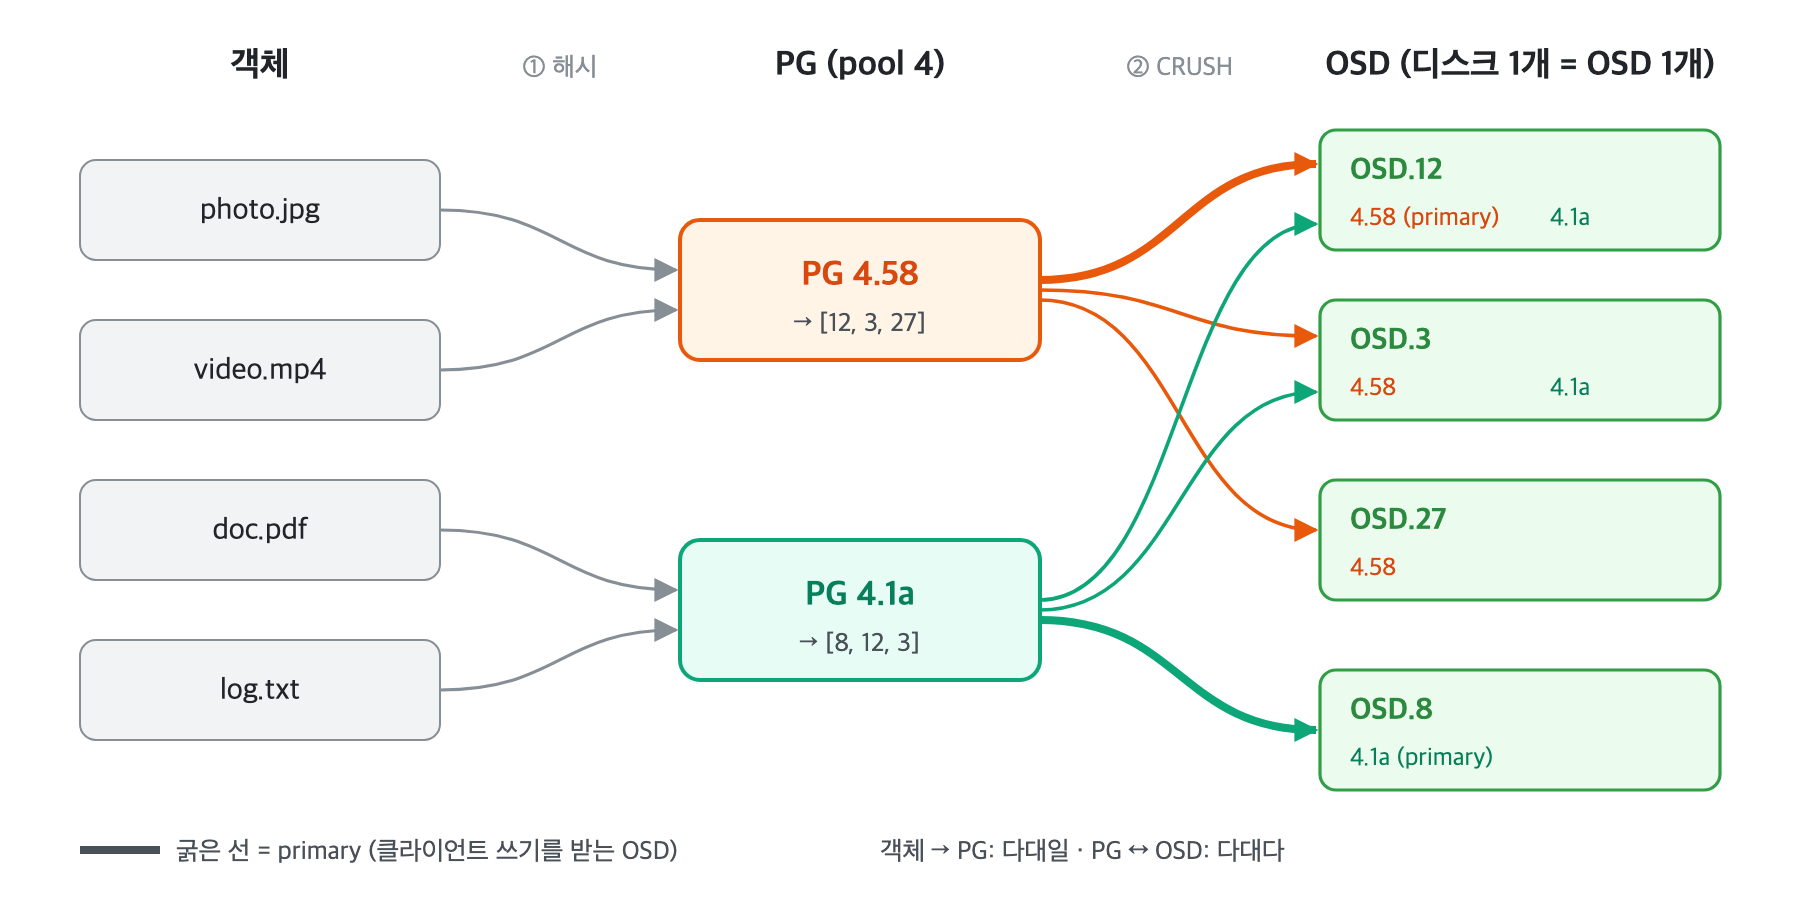 객체
① 해시
PG (pool 4)
② CRUSH
OSD (디스크 1개 = OSD 1개)
photo.jpg
video.mp4
doc.pdf
log.txt
PG 4.58
→ [12, 3, 27]
PG 4.1a
→ [8, 12, 3]
OSD.12
4.58 (primary) 4.1a
OSD.3
4.58 4.1a
OSD.27
4.58
OSD.8
4.1a (primary)
굵은 선 = primary (클라이언트 쓰기를 받는 OSD)
객체 → PG: 다대일 · PG ↔ OSD: 다대다